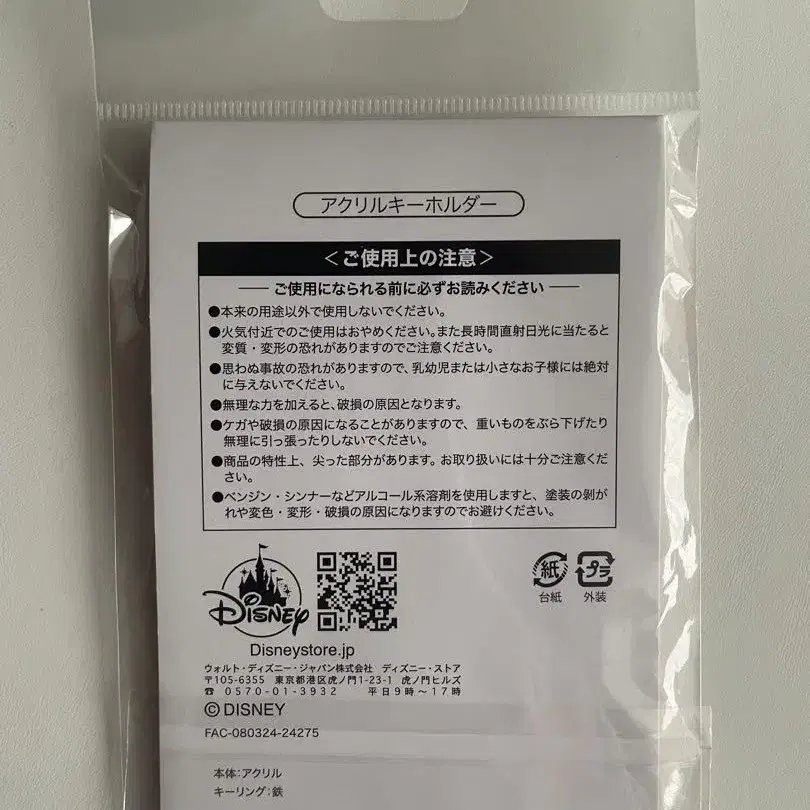 アクリルキーホルダー
＜ご使用上の注意＞
── ご使用になられる前に必ずお読みください ──
●本来の用途以外で使用しないでください。
●火気付近でのご使用はおやめください。また長時間直射日光に当たると
変質・変形の恐れがありますのでご注意ください。
●思わぬ事故の恐れがありますので、乳幼児または小さなお子様には絶対
に与えないでください。
●無理な力を加えると、破損の原因となります。
●ケガや破損の原因になることがありますので、重いものをぶら下げたり
無理に引っ張ったりしないでください。
●商品の特性上、尖った部分があります。お取り扱いには十分ご注意くだ
さい。
●ベンジン・シンナーなどアルコール系溶剤を使用しますと、塗装の剝が
れや変色・変形・破損の原因になりますのでお避けください。
DISNEY
紙 プラ
台紙 外装
Disneystore.jp
ウォルト・ディズニー・ジャパン株式会社 ディズニー・ストア
〒105-6355 東京都港区虎ノ門1-23-1 虎ノ門ヒルズ
☎ 0570-01-3932 平日9時〜17時
©DISNEY
FAC-080324-24275
本体:アクリル
キーリング:鉄